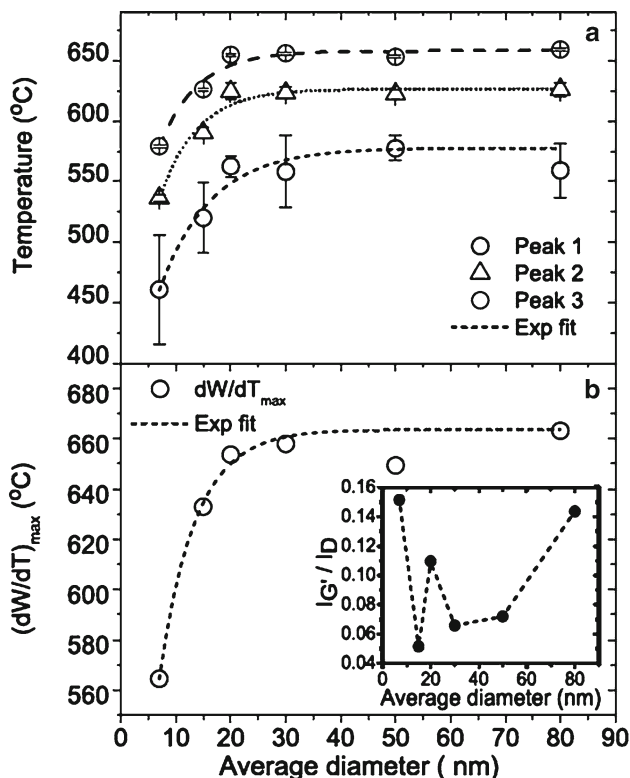 a
650
600
550
500
450
400
Temperature (ºC)
Peak 1
Peak 2
Peak 3
Exp fit
b
dW/dTmax
Exp fit
660
640
620
600
580
560
(dW/dT)max (ºC)
0.16
0.14
0.12
0.10
0.08
0.06
0.04
IG' / ID
0 20 40 60 80
Average diameter (nm)
0 10 20 30 40 50 60 70 80 90
Average diameter ( nm)